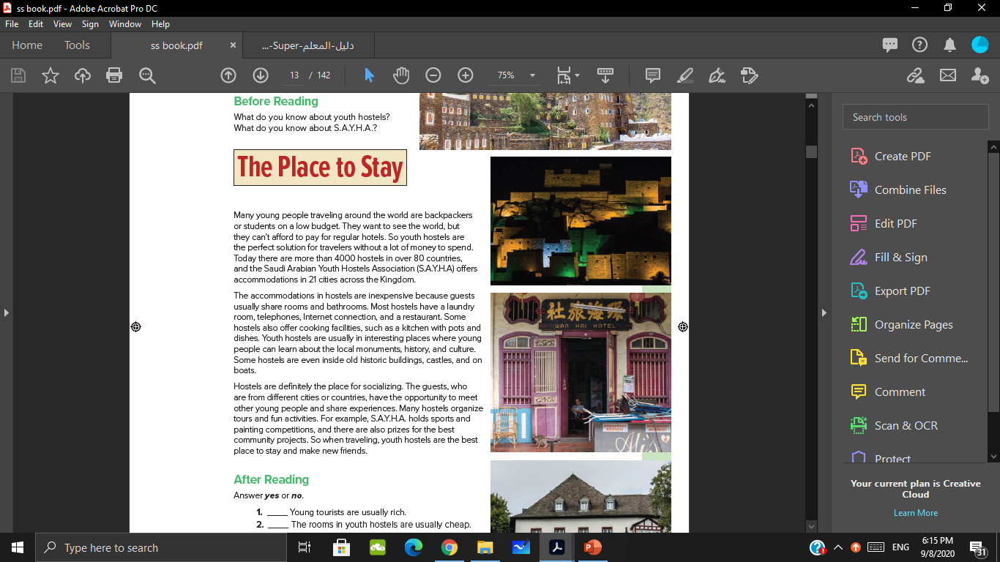 ss book.pdf - Adobe Acrobat Pro DC
File Edit View Sign Window Help
Home Tools ss book.pdf × ...-Super-دليل-المعلم
13 / 142 75%
Before Reading
What do you know about youth hostels?
What do you know about S.A.Y.H.A.?
The Place to Stay
Many young people traveling around the world are backpackers
or students on a low budget. They want to see the world, but
they can't afford to pay for regular hotels. So youth hostels are
the perfect solution for travelers without a lot of money to spend.
Today there are more than 4000 hostels in over 80 countries,
and the Saudi Arabian Youth Hostels Association (S.A.Y.H.A) offers
accommodations in 21 cities across the Kingdom.
The accommodations in hostels are inexpensive because guests
usually share rooms and bathrooms. Most hostels have a laundry
room, telephones, Internet connection, and a restaurant. Some
hostels also offer cooking facilities, such as a kitchen with pots and
dishes. Youth hostels are usually in interesting places where young
people can learn about the local monuments, history, and culture.
Some hostels are even inside old historic buildings, castles, and on
boats.
Hostels are definitely the place for socializing. The guests, who
are from different cities or countries, have the opportunity to meet
other young people and share experiences. Many hostels organize
tours and fun activities. For example, S.A.Y.H.A. holds sports and
painting competitions, and there are also prizes for the best
community projects. So when traveling, youth hostels are the best
place to stay and make new friends.
社旅海環
WAN HAI HOTEL
BREAKFAST
BRUNCH
BREAKFAST
BRUNCH
Ali's
After Reading
Answer yes or no.
1. ____ Young tourists are usually rich.
2. ____ The rooms in youth hostels are usually cheap.
Search tools
Create PDF
Combine Files
Edit PDF
Fill & Sign
Export PDF
Organize Pages
Send for Comme...
Comment
Scan & OCR
Protect
Your current plan is Creative
Cloud
Learn More
Type here to search
ENG
6:15 PM
9/8/2020
31